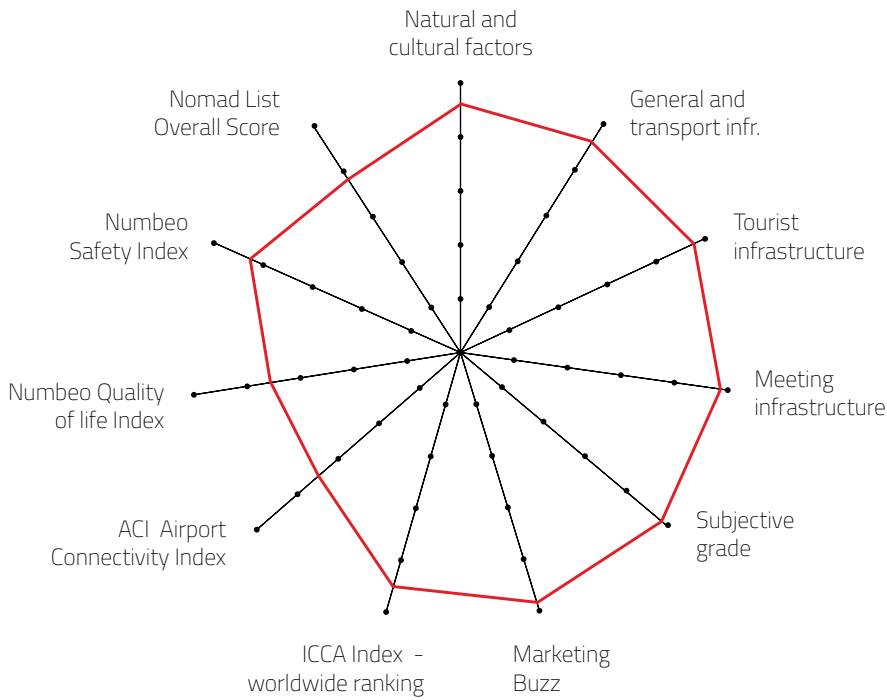 Natural and
cultural factors
General and
transport infr.
Tourist
infrastructure
Meeting
infrastructure
Subjective
grade
Marketing
Buzz
ICCA Index -
worldwide ranking
ACI Airport
Connectivity Index
Numbeo Quality
of life Index
Numbeo
Safety Index
Nomad List
Overall Score